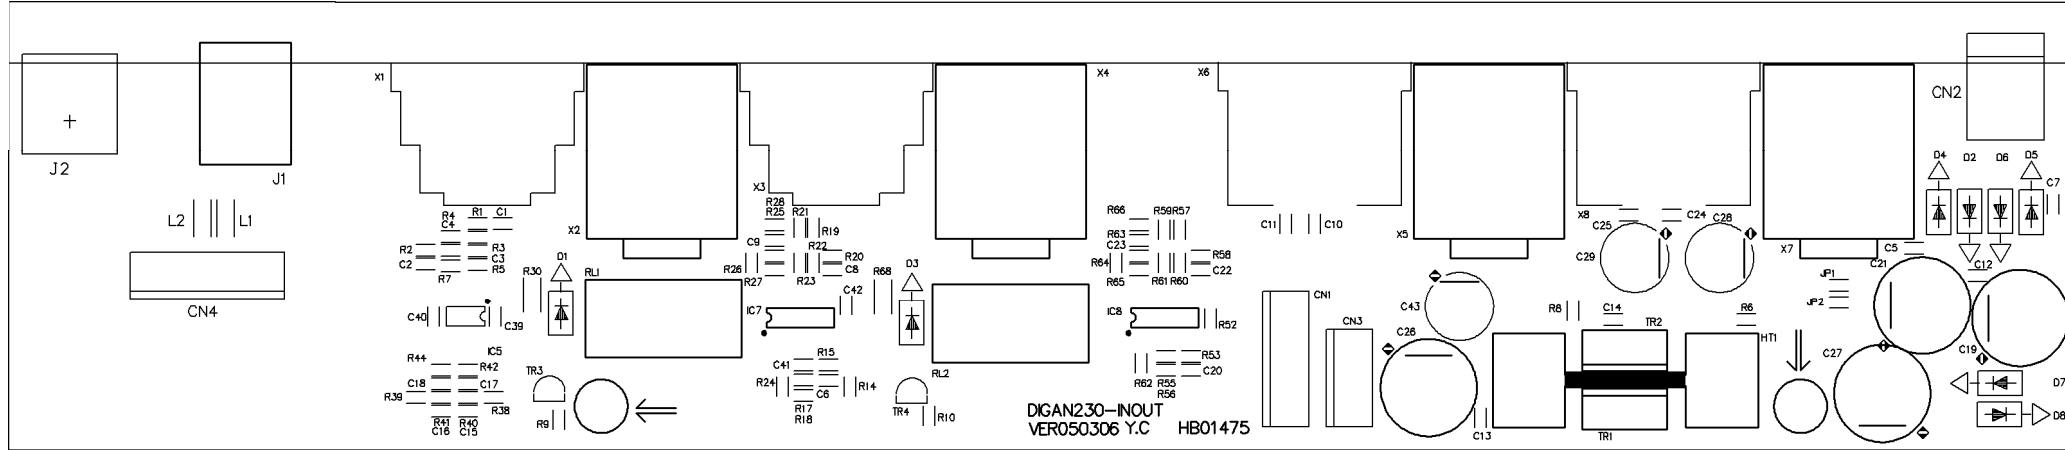 X1
X4
X6
CN2
J2
J1
D4 D2 D6 D5
C7
X3
R28
R25
R21
R19
L2
L1
R4
C4
R1
C1
R2
C2
R7
R3
C3
R5
X2
C9
R22
R20
C8
R26
R27
R23
R66
R63
C23
R59
R57
R64
R65
R61
R60
R58
C22
C11
C10
X5
X8
C25
C24
C28
C29
X7
C5
C21
C12
R30
D1
RL1
R68
D3
C42
CN4
C40
C39
IC5
IC7
IC8
R52
CN1
CN3
C43
C26
R8
C14
TR2
R6
HT1
JP1
JP2
C27
C19
R44
R42
C18
C17
R39
R38
R41
C16
R40
C15
TR3
R9
C41
R15
R24
R14
C6
R17
R18
RL2
TR4
R10
R53
C20
R62
R55
R56
C13
TR1
D7
D8
DIGAN230-INOUT
VER050306 Y.C HB01475